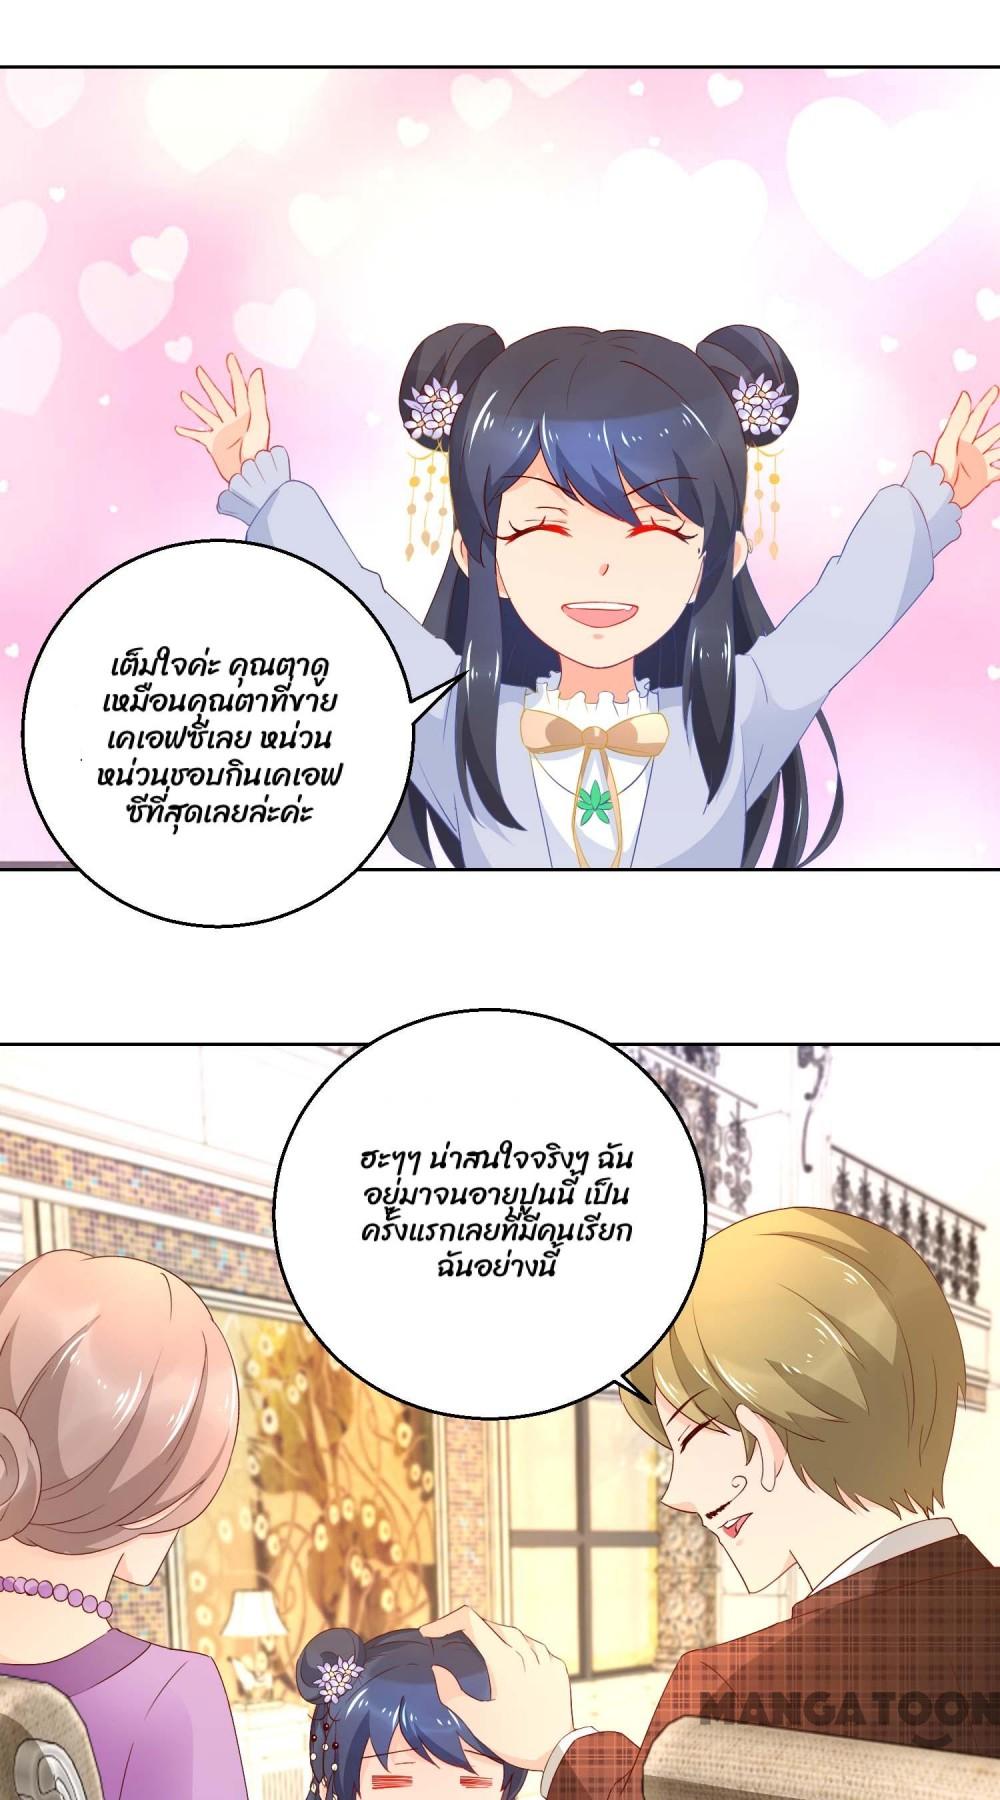 เต็มใจค่ะ คุณตาดู
เหมือนคุณตาที่ขาย
เคเอฟซีเลย หน่วน
หน่วนชอบกินเคเอฟ
ซีที่สุดเลยล่ะค่ะ
ฮะๆๆ น่าสนใจจริงๆ ฉัน
อยู่มาจนอายุปูนนี้ เป็น
ครั้งแรกเลยที่มีคนเรียก
ฉันอย่างนี้
MANGATOON